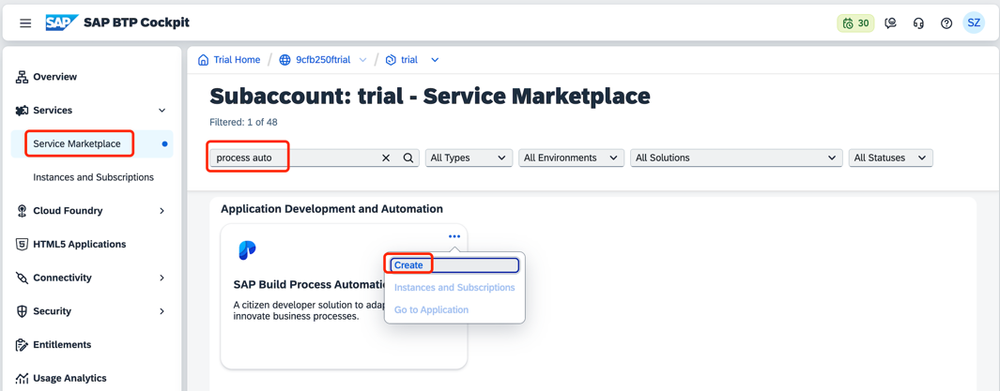 SAP SAP BTP Cockpit
30
SZ
Overview
Services
Service Marketplace
Instances and Subscriptions
Cloud Foundry
HTML5 Applications
Connectivity
Security
Entitlements
Usage Analytics
Trial Home / 9cfb250ftrial / trial
Subaccount: trial - Service Marketplace
Filtered: 1 of 48
process auto
All Types
All Environments
All Solutions
All Statuses
Application Development and Automation
Create
Instances and Subscriptions
Go to Application
SAP Build Process Automati
A citizen developer solution to adap
innovate business processes.